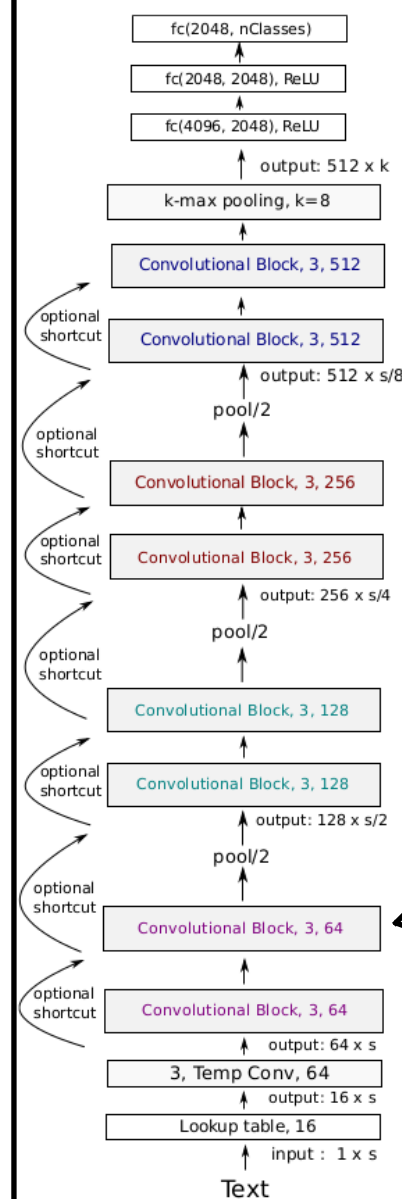 fc(2048, nClasses)
fc(2048, 2048), ReLU
fc(4096, 2048), ReLU
output: 512 x k
k-max pooling, k=8
Convolutional Block, 3, 512
optional
shortcut
Convolutional Block, 3, 512
output: 512 x s/8
pool/2
optional
shortcut
Convolutional Block, 3, 256
optional
shortcut
Convolutional Block, 3, 256
output: 256 x s/4
pool/2
optional
shortcut
Convolutional Block, 3, 128
optional
shortcut
Convolutional Block, 3, 128
output: 128 x s/2
pool/2
optional
shortcut
Convolutional Block, 3, 64
optional
shortcut
Convolutional Block, 3, 64
output: 64 x s
3, Temp Conv, 64
output: 16 x s
Lookup table, 16
input : 1 x s
Text